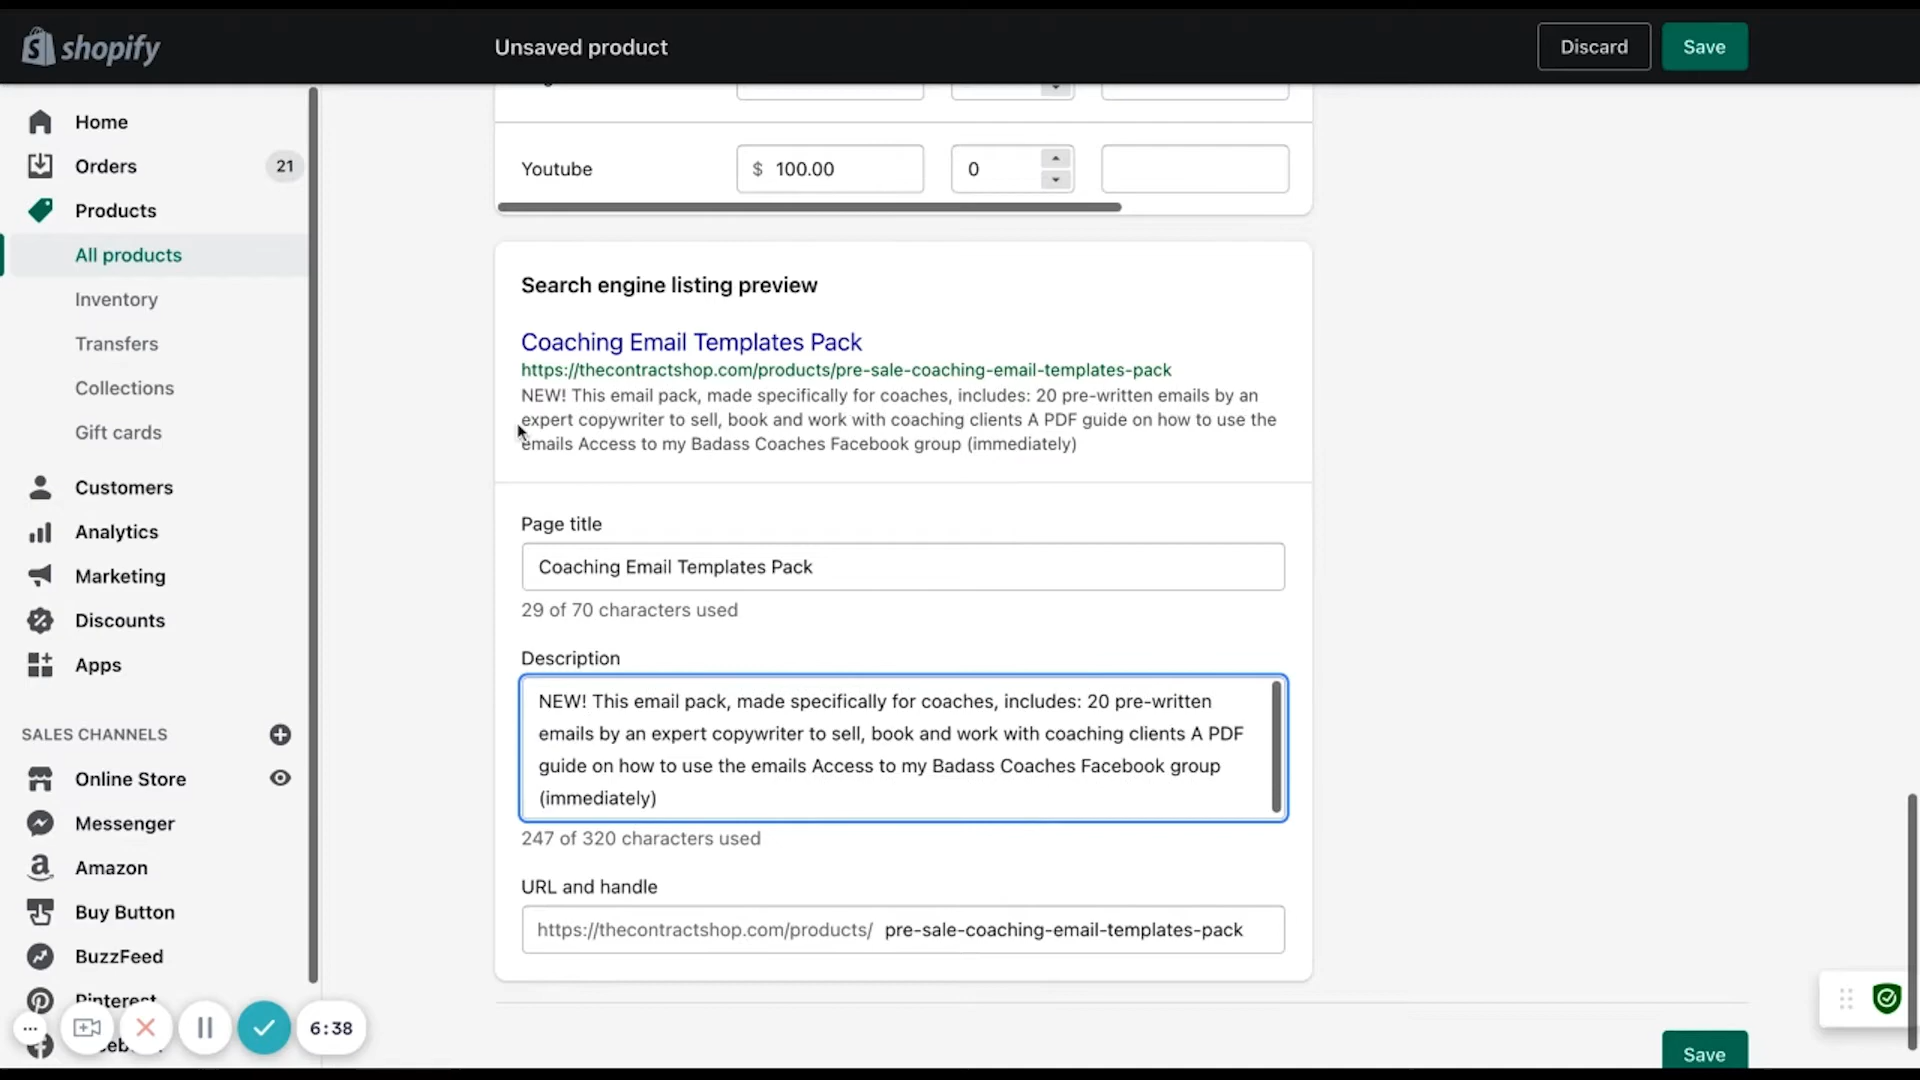 shopify
Unsaved product
Discard
Save
Home
Orders
21
Products
All products
Inventory
Transfers
Collections
Gift cards
Customers
Analytics
Marketing
Discounts
Apps
SALES CHANNELS
Online Store
Messenger
Amazon
Buy Button
BuzzFeed
Pinterest
6:38
Youtube
$ 100.00
0
Search engine listing preview
Coaching Email Templates Pack
https://thecontractshop.com/products/pre-sale-coaching-email-templates-pack
NEW! This email pack, made specifically for coaches, includes: 20 pre-written emails by an
expert copywriter to sell, book and work with coaching clients A PDF guide on how to use the
emails Access to my Badass Coaches Facebook group (immediately)
Page title
Coaching Email Templates Pack
29 of 70 characters used
Description
NEW! This email pack, made specifically for coaches, includes: 20 pre-written
emails by an expert copywriter to sell, book and work with coaching clients A PDF
guide on how to use the emails Access to my Badass Coaches Facebook group
(immediately)
247 of 320 characters used
URL and handle
https://thecontractshop.com/products/ pre-sale-coaching-email-templates-pack
Save